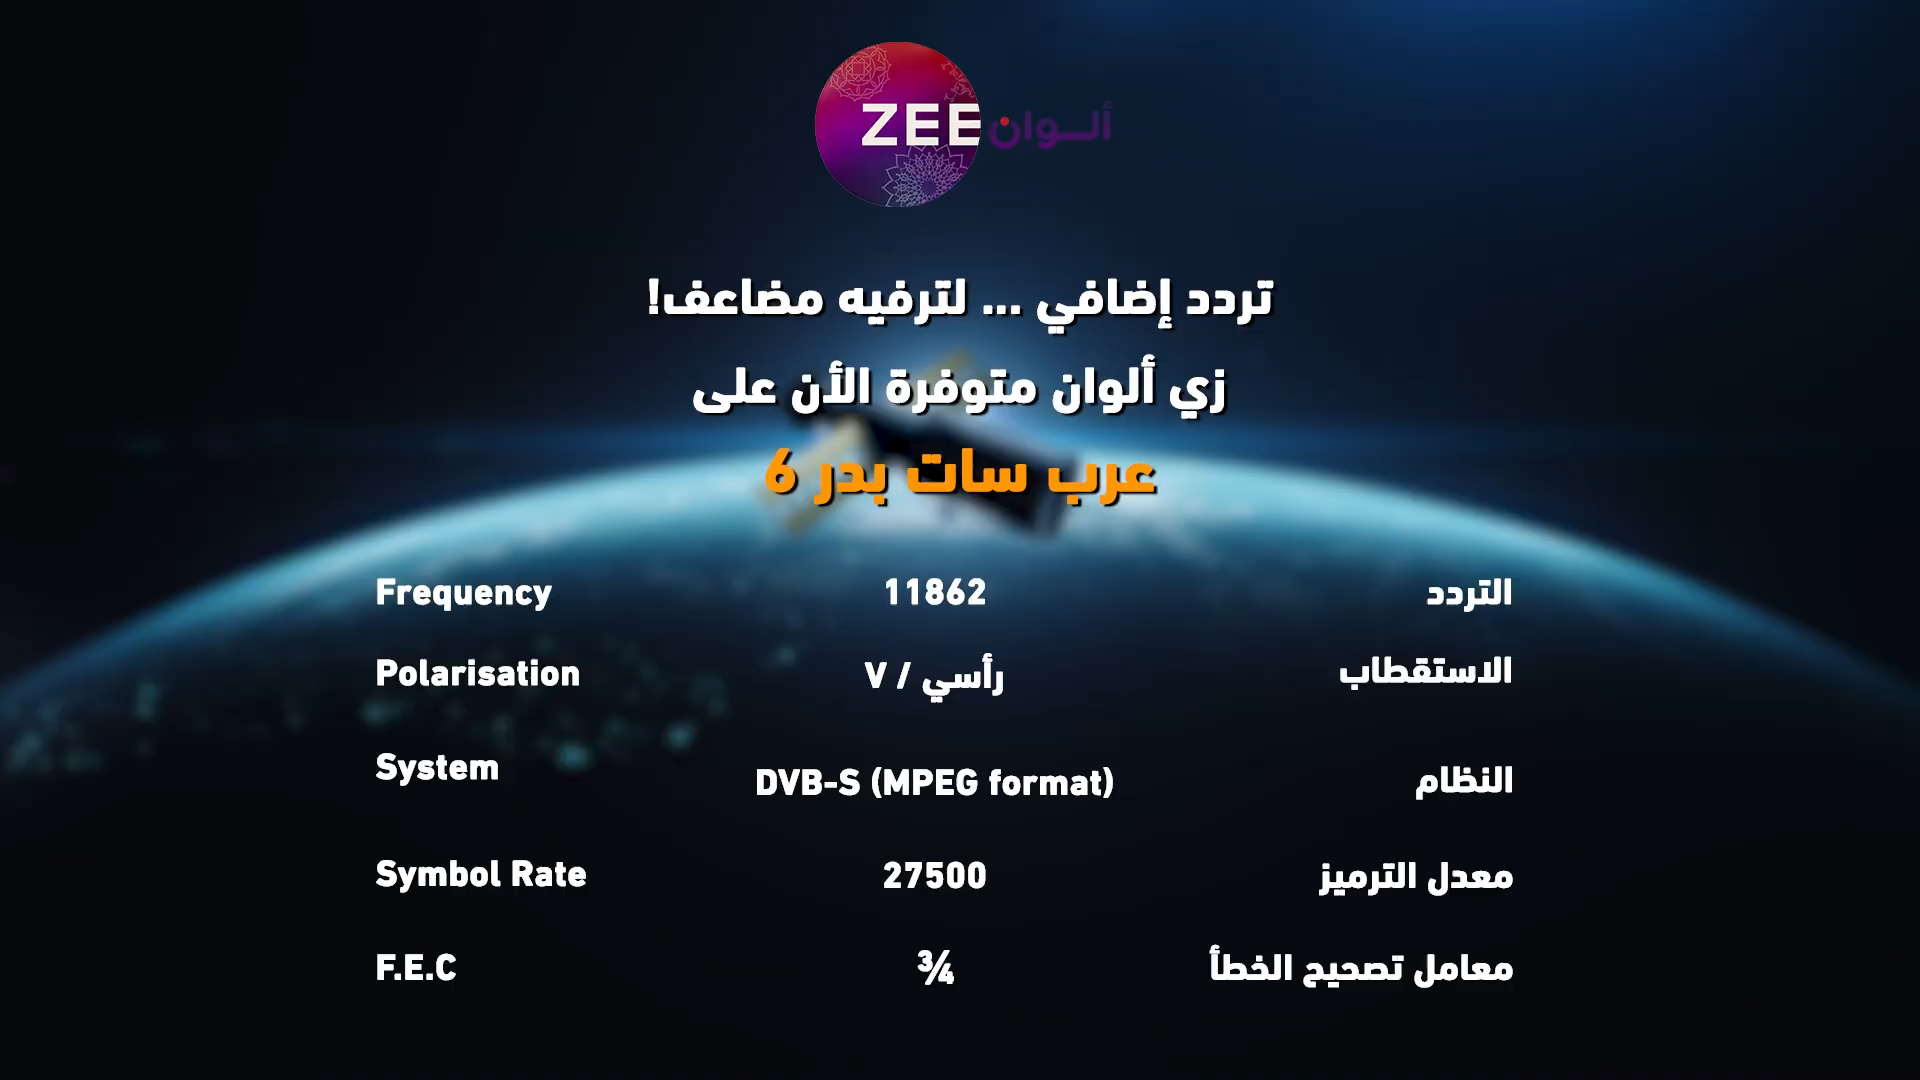 ZEE ألوان
تردد إضافي ... لترفيه مضاعف!
زي ألوان متوفرة الأن على
عرب سات بدر 6
Frequency 11862 التردد
Polarisation رأسي / V الاستقطاب
System DVB-S (MPEG format) النظام
Symbol Rate 27500 معدل الترميز
F.E.C ¾ معامل تصحيح الخطأ